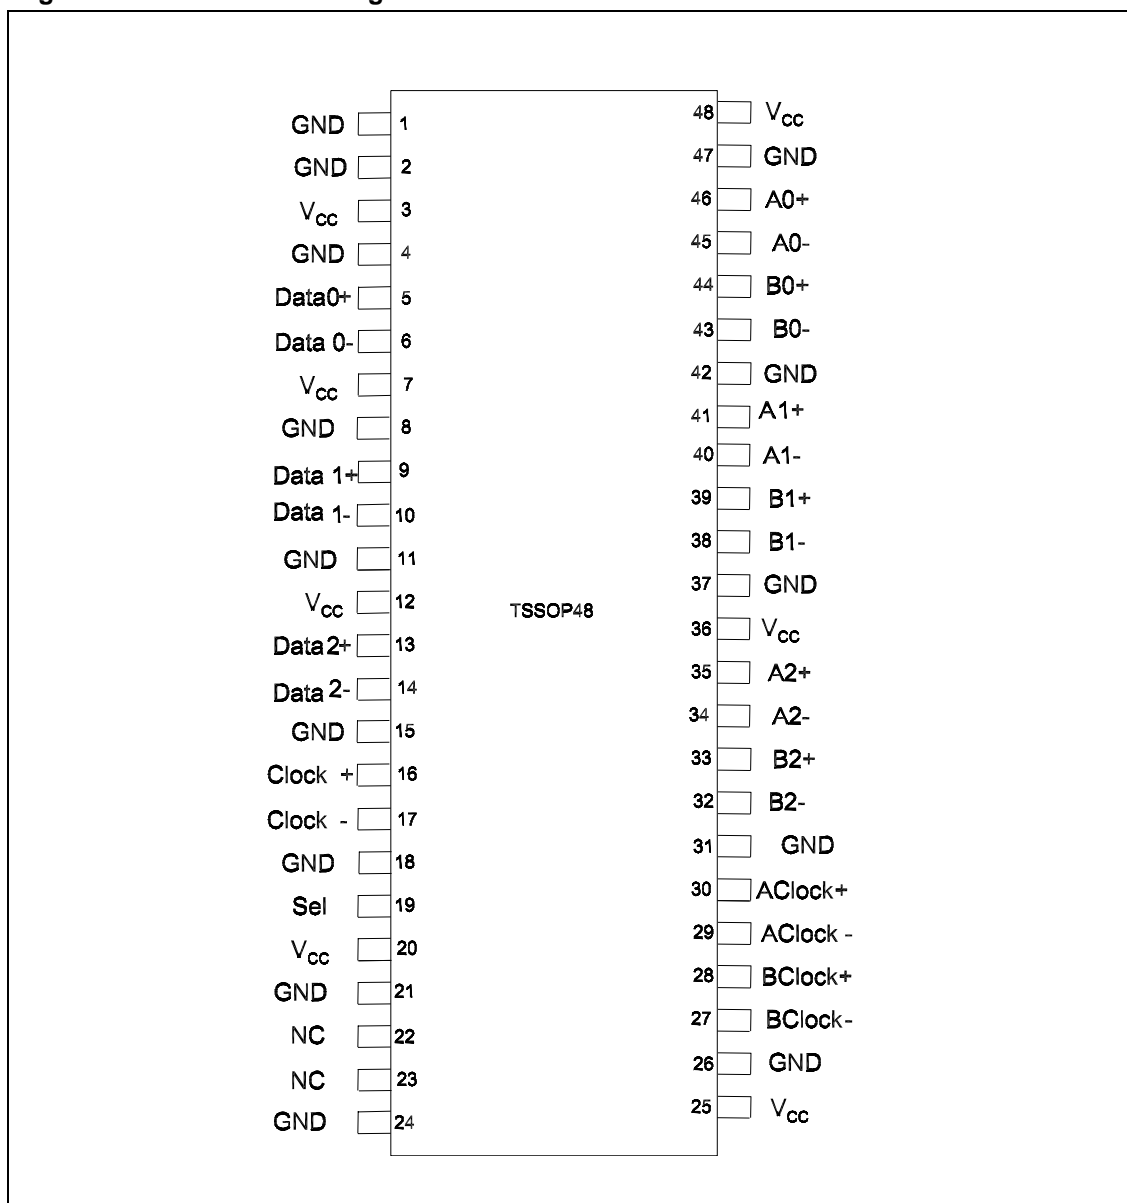 GND 1
GND 2
VCC 3
GND 4
Data0+ 5
Data 0- 6
VCC 7
GND 8
Data 1+ 9
Data 1- 10
GND 11
VCC 12
Data2+ 13
Data 2- 14
GND 15
Clock + 16
Clock - 17
GND 18
Sel 19
VCC 20
GND 21
NC 22
NC 23
GND 24
TSSOP48
48 VCC
47 GND
46 A0+
45 A0-
44 B0+
43 B0-
42 GND
41 A1+
40 A1-
39 B1+
38 B1-
37 GND
36 VCC
35 A2+
34 A2-
33 B2+
32 B2-
31 GND
30 AClock+
29 AClock -
28 BClock+
27 BClock-
26 GND
25 VCC